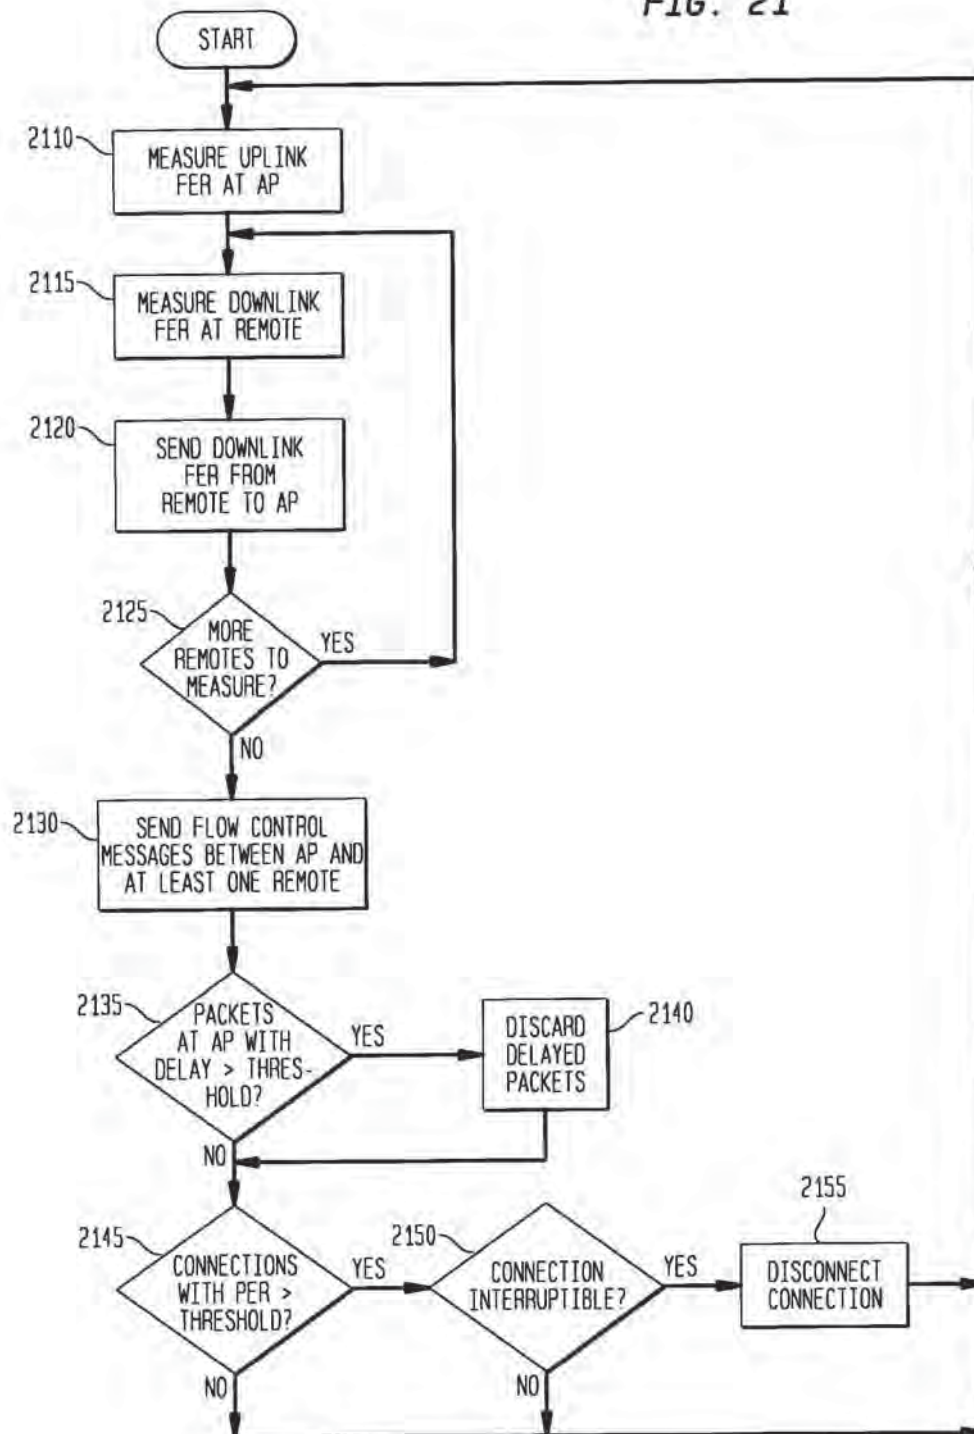 FIG. 21
START
2110
MEASURE UPLINK
FER AT AP
2115
MEASURE DOWNLINK
FER AT REMOTE
2120
SEND DOWNLINK
FER FROM
REMOTE TO AP
2125
MORE
REMOTES TO
MEASURE?
YES
NO
2130
SEND FLOW CONTROL
MESSAGES BETWEEN AP AND
AT LEAST ONE REMOTE
2135
PACKETS
AT AP WITH
DELAY > THRES-
HOLD?
YES
DISCARD
DELAYED
PACKETS
2140
NO
2145
CONNECTIONS
WITH PER >
THRESHOLD?
YES
2150
CONNECTION
INTERRUPTIBLE?
YES
2155
DISCONNECT
CONNECTION
NO
NO